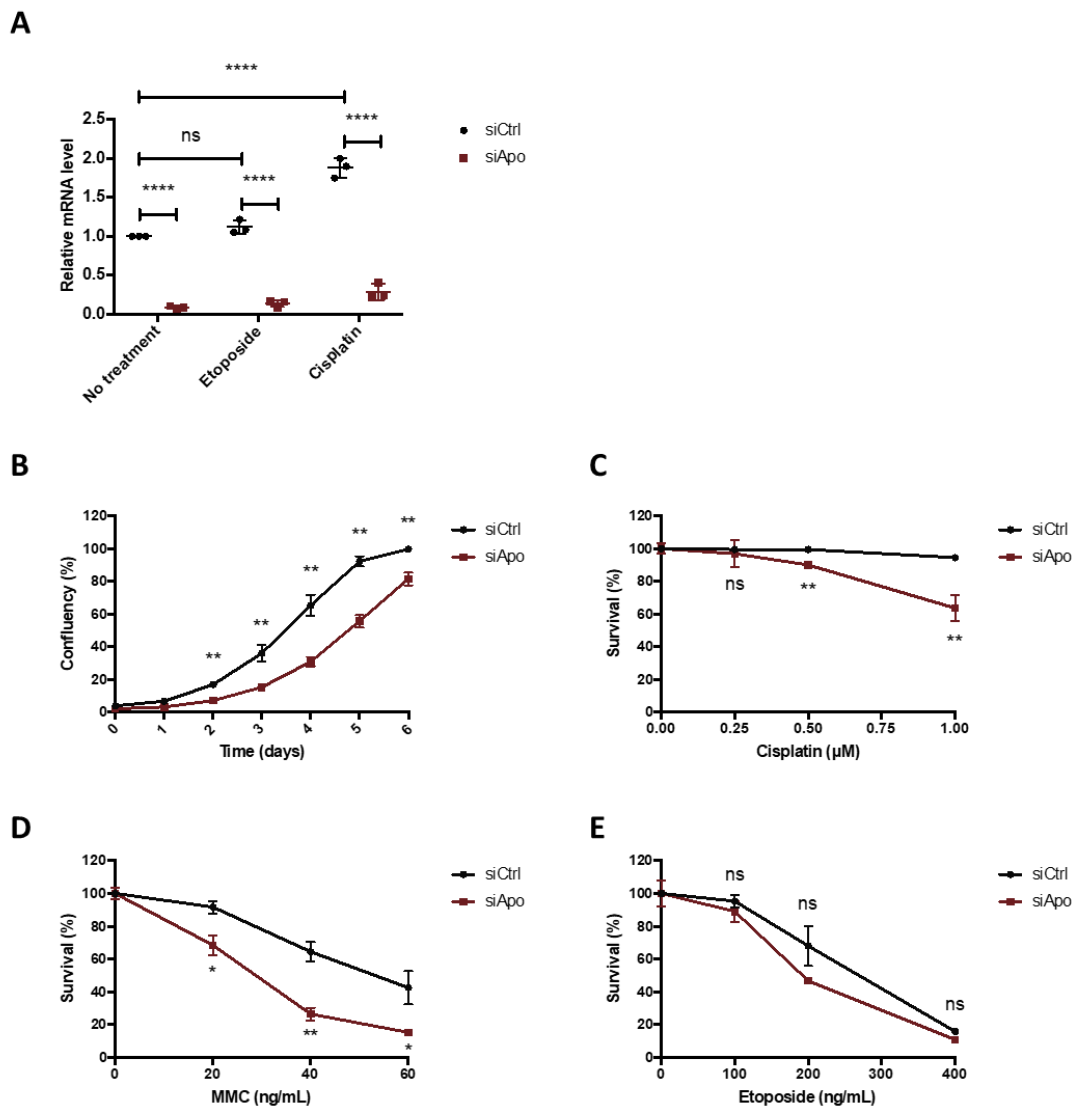 A
****
2.5
ns
****
siCtrl
siApo
2.0
****
****
1.5
1.0
0.5
0.0
Relative mRNA level
No treatment
Etoposide
Cisplatin
B
120
100
80
60
40
20
0
Confluency (%)
**
**
**
**
**
siCtrl
siApo
0 1 2 3 4 5 6
Time (days)
C
120
100
80
60
40
20
0
Survival (%)
ns
**
**
siCtrl
siApo
0.00 0.25 0.50 0.75 1.00
Cisplatin (µM)
D
120
100
80
60
40
20
0
Survival (%)
*
**
*
siCtrl
siApo
0 20 40 60
MMC (ng/mL)
E
120
100
80
60
40
20
0
Survival (%)
ns
ns
ns
siCtrl
siApo
0 100 200 300 400
Etoposide (ng/mL)